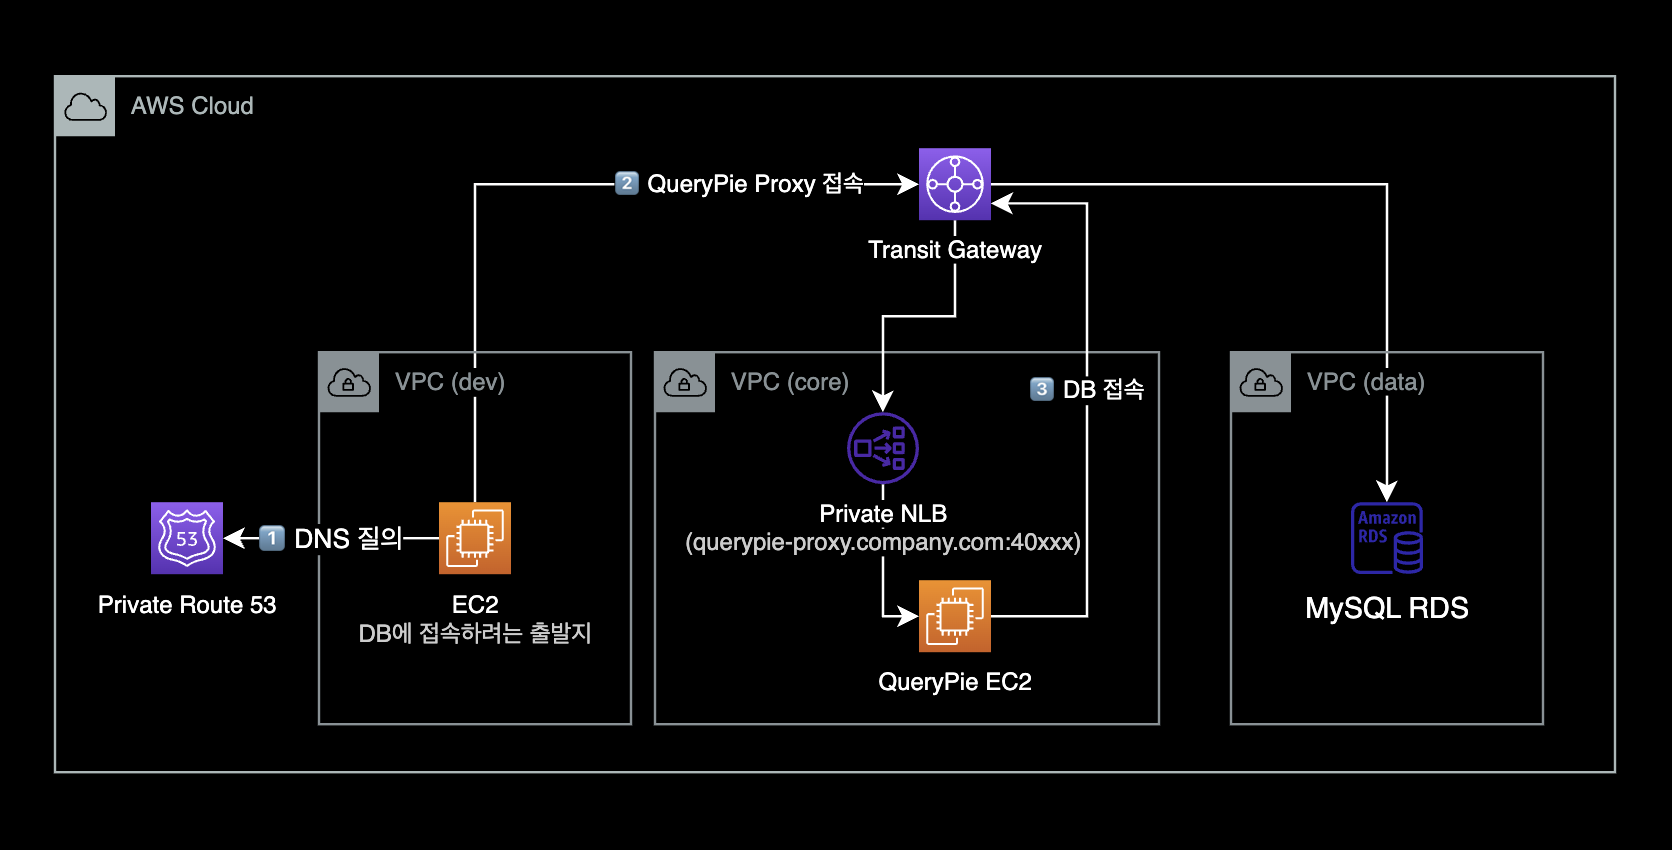 AWS Cloud
2 QueryPie Proxy 접속
Transit Gateway
VPC (dev)
VPC (core)
3 DB 접속
VPC (data)
53
1 DNS 질의
Private Route 53
EC2
DB에 접속하려는 출발지
Private NLB
(querypie-proxy.company.com:40xxx)
QueryPie EC2
Amazon
RDS
MySQL RDS